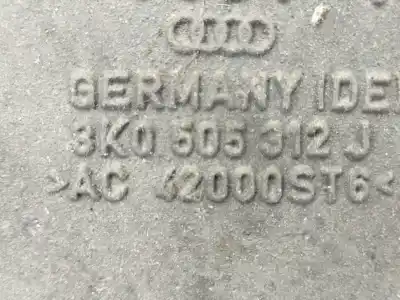 GERMANY IDE
8K0 505 312 J
>AC 42000ST6<